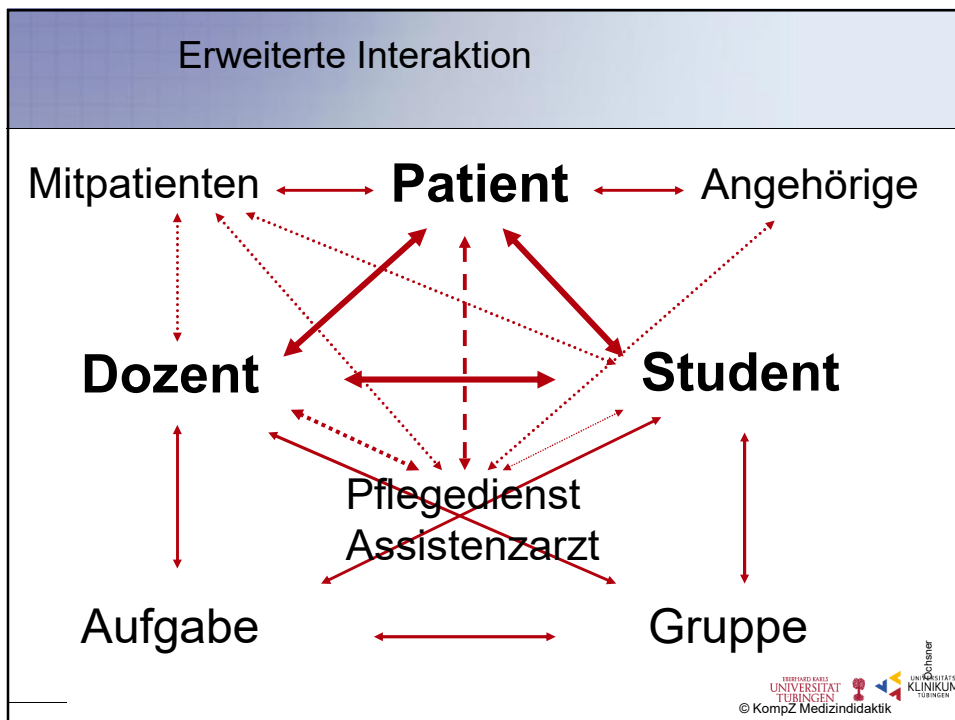 Erweiterte Interaktion
Mitpatienten Patient Angehörige
Dozent Student
Pflegedienst
Assistenzarzt
Aufgabe Gruppe
Ochsner
EBERHARD KARLS
UNIVERSITÄT
TÜBINGEN
UNIVERSITÄTS
KLINIKUM
TÜBINGEN
© KompZ Medizindidaktik